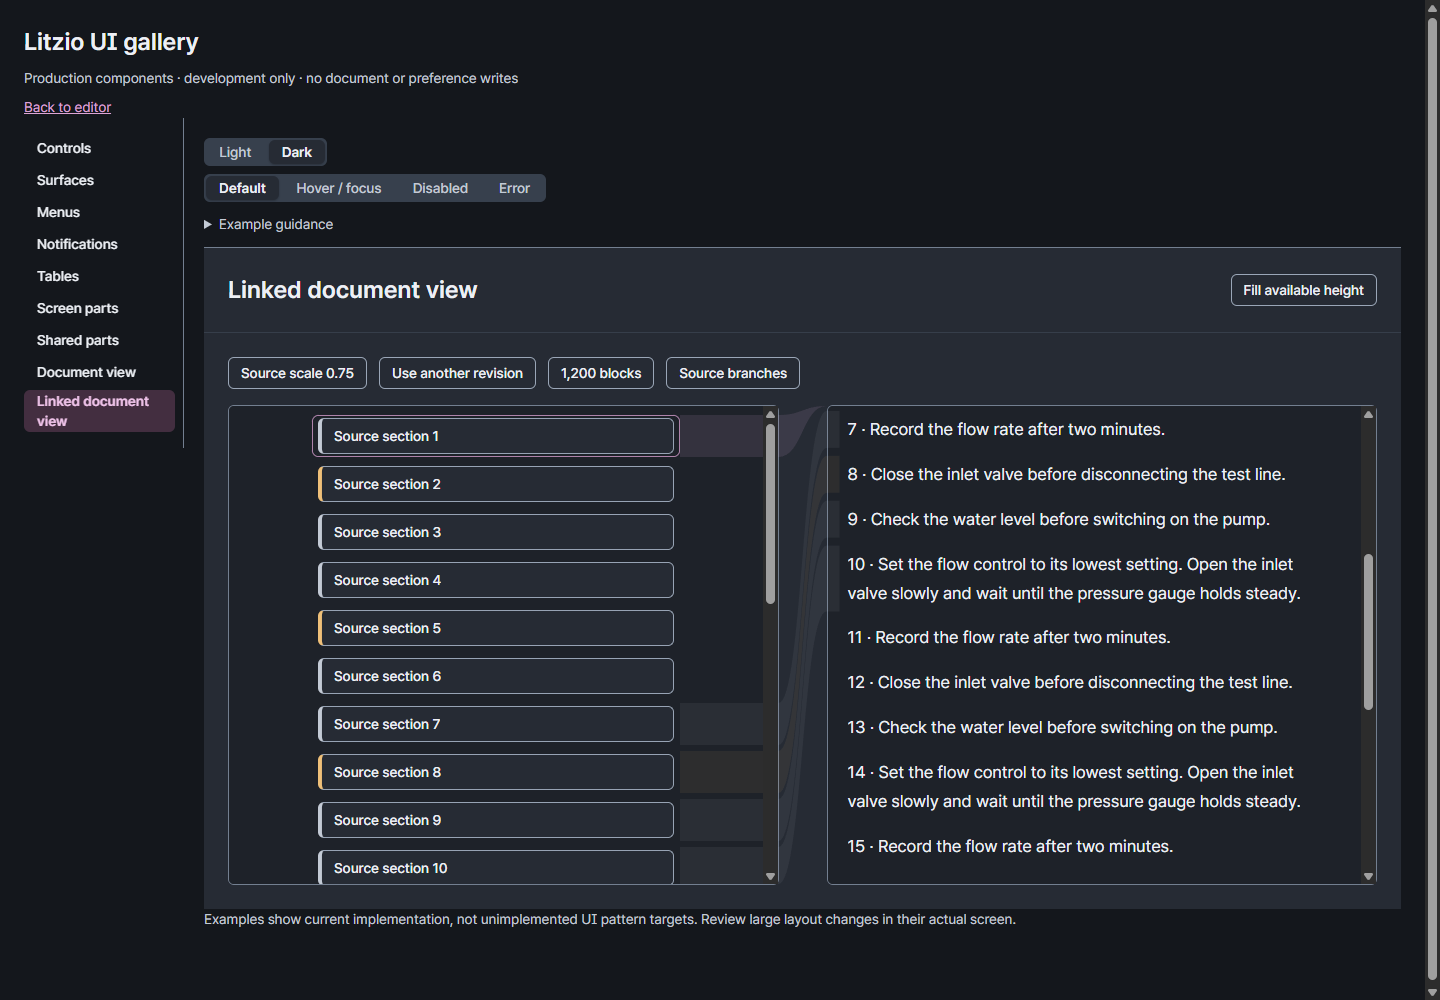 Litzio UI gallery
Production components · development only · no document or preference writes
Back to editor
Controls
Surfaces
Menus
Notifications
Tables
Screen parts
Shared parts
Document view
Linked document
view
Light
Dark
Default
Hover / focus
Disabled
Error
Example guidance
Linked document view
Fill available height
Source scale 0.75
Use another revision
1,200 blocks
Source branches
Source section 1
Source section 2
Source section 3
Source section 4
Source section 5
Source section 6
Source section 7
Source section 8
Source section 9
Source section 10
7 · Record the flow rate after two minutes.
8 · Close the inlet valve before disconnecting the test line.
9 · Check the water level before switching on the pump.
10 · Set the flow control to its lowest setting. Open the inlet
valve slowly and wait until the pressure gauge holds steady.
11 · Record the flow rate after two minutes.
12 · Close the inlet valve before disconnecting the test line.
13 · Check the water level before switching on the pump.
14 · Set the flow control to its lowest setting. Open the inlet
valve slowly and wait until the pressure gauge holds steady.
15 · Record the flow rate after two minutes.
Examples show current implementation, not unimplemented UI pattern targets. Review large layout changes in their actual screen.